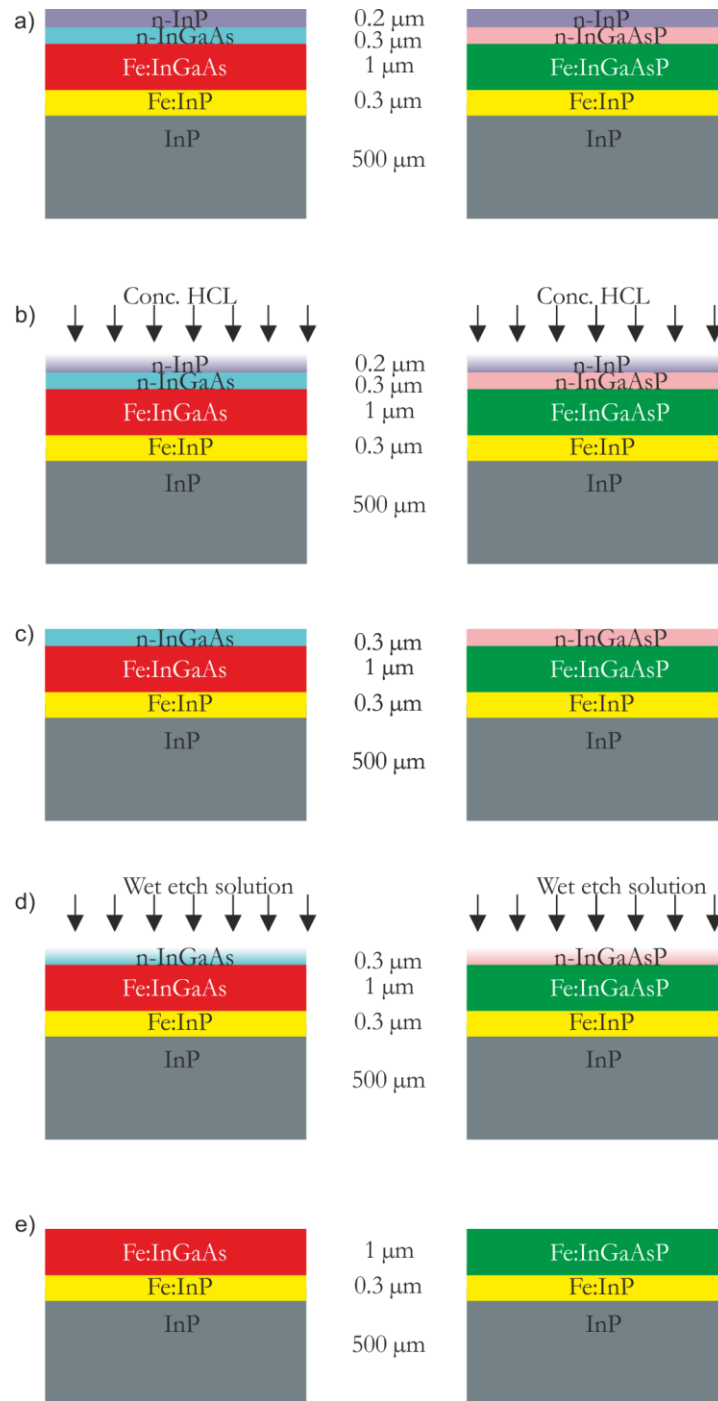 a)
n-InP 0.2 μm n-InP
n-InGaAs 0.3 μm n-InGaAsP
Fe:InGaAs 1 μm Fe:InGaAsP
Fe:InP 0.3 μm Fe:InP
InP InP
500 μm
Conc. HCL Conc. HCL
b)
n-InP 0.2 μm n-InP
n-InGaAs 0.3 μm n-InGaAsP
Fe:InGaAs 1 μm Fe:InGaAsP
Fe:InP 0.3 μm Fe:InP
InP InP
500 μm
c)
n-InGaAs 0.3 μm n-InGaAsP
Fe:InGaAs 1 μm Fe:InGaAsP
Fe:InP 0.3 μm Fe:InP
InP InP
500 μm
Wet etch solution Wet etch solution
d)
n-InGaAs 0.3 μm n-InGaAsP
Fe:InGaAs 1 μm Fe:InGaAsP
Fe:InP 0.3 μm Fe:InP
InP InP
500 μm
e)
Fe:InGaAs 1 μm Fe:InGaAsP
Fe:InP 0.3 μm Fe:InP
InP InP
500 μm